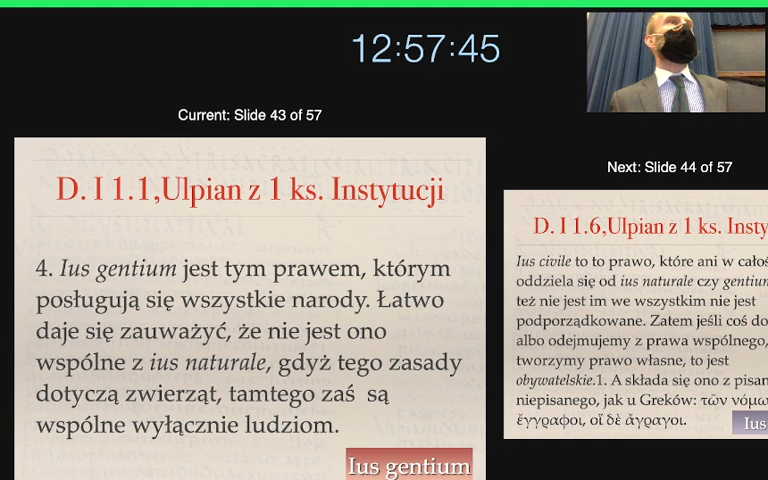 12:57:45
Current: Slide 43 of 57
D. I 1.1,Ulpian z 1 ks. Instytucji
4. Ius gentium jest tym prawem, którym
posługują się wszystkie narody. Łatwo
daje się zauważyć, że nie jest ono
wspólne z ius naturale, gdyż tego zasady
dotyczą zwierząt, tamtego zaś są
wspólne wyłącznie ludziom.
Ius gentium
Next: Slide 44 of 57
D. I 1.6,Ulpian z 1 ks. Insty
Ius civile to to prawo, które ani w całoś
oddziela się od ius naturale czy gentium
też nie jest im we wszystkim nie jest
podporządkowane. Zatem jeśli coś do
albo odejmujemy z prawa wspólnego,
tworzymy prawo własne, to jest
obywatelskie.1. A składa się ono z pisan
niepisanego, jak u Greków: τῶν νόμω
ἔγγραφοι, οἳ δὲ ἄγραγοι.
Ius